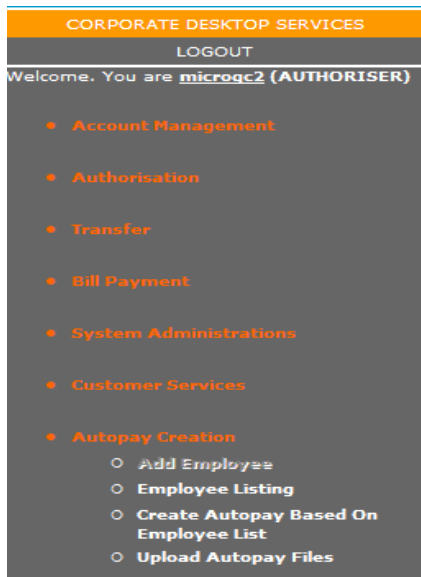 CORPORATE DESKTOP SERVICES
LOGOUT
Welcome. You are microgc2 (AUTHORISER)
Account Management
Authorisation
Transfer
Bill Payment
System Administrations
Customer Services
Autopay Creation
Add Employee
Employee Listing
Create Autopay Based On
Employee List
Upload Autopay Files